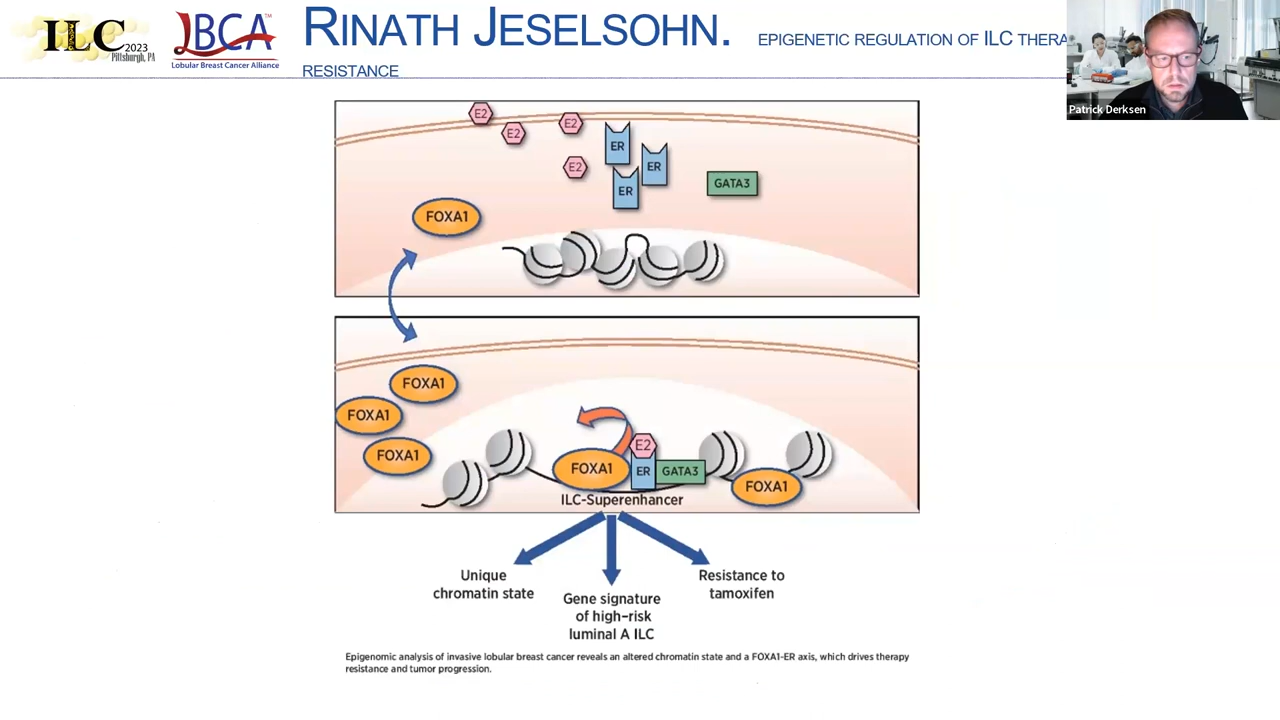 ILC 2023
Pittsburgh, PA
LBCA
Lobular Breast Cancer Alliance
RINATH JESELSOHN. EPIGENETIC REGULATION OF ILC THERA
RESISTANCE
Patrick Derksen
E2
E2
E2
E2
ER
ER
ER
GATA3
FOXA1
FOXA1
FOXA1
FOXA1
E2
FOXA1
ER
GATA3
FOXA1
ILC-Superenhancer
Unique
chromatin state
Gene signature
of high–risk
luminal A ILC
Resistance to
tamoxifen
Epigenomic analysis of invasive lobular breast cancer reveals an altered chromatin state and a FOXA1-ER axis, which drives therapy
resistance and tumor progression.